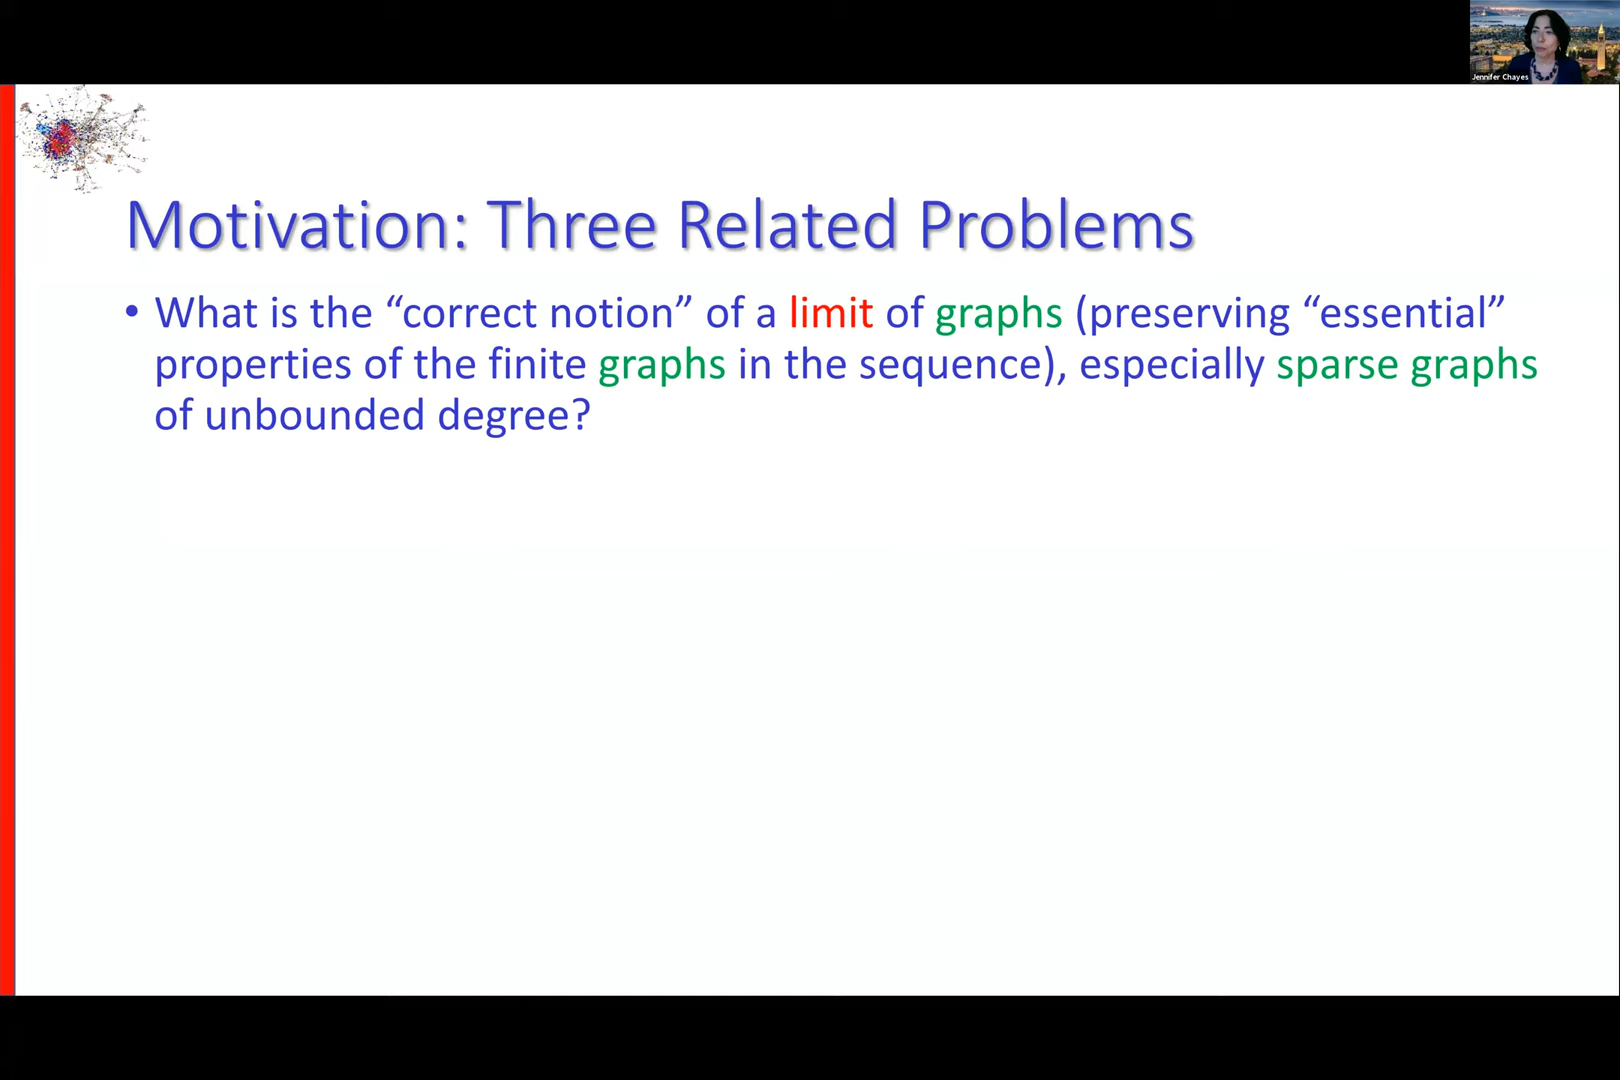 Jennifer Chayes
Motivation: Three Related Problems
• What is the “correct notion” of a limit of graphs (preserving “essential”
properties of the finite graphs in the sequence), especially sparse graphs
of unbounded degree?